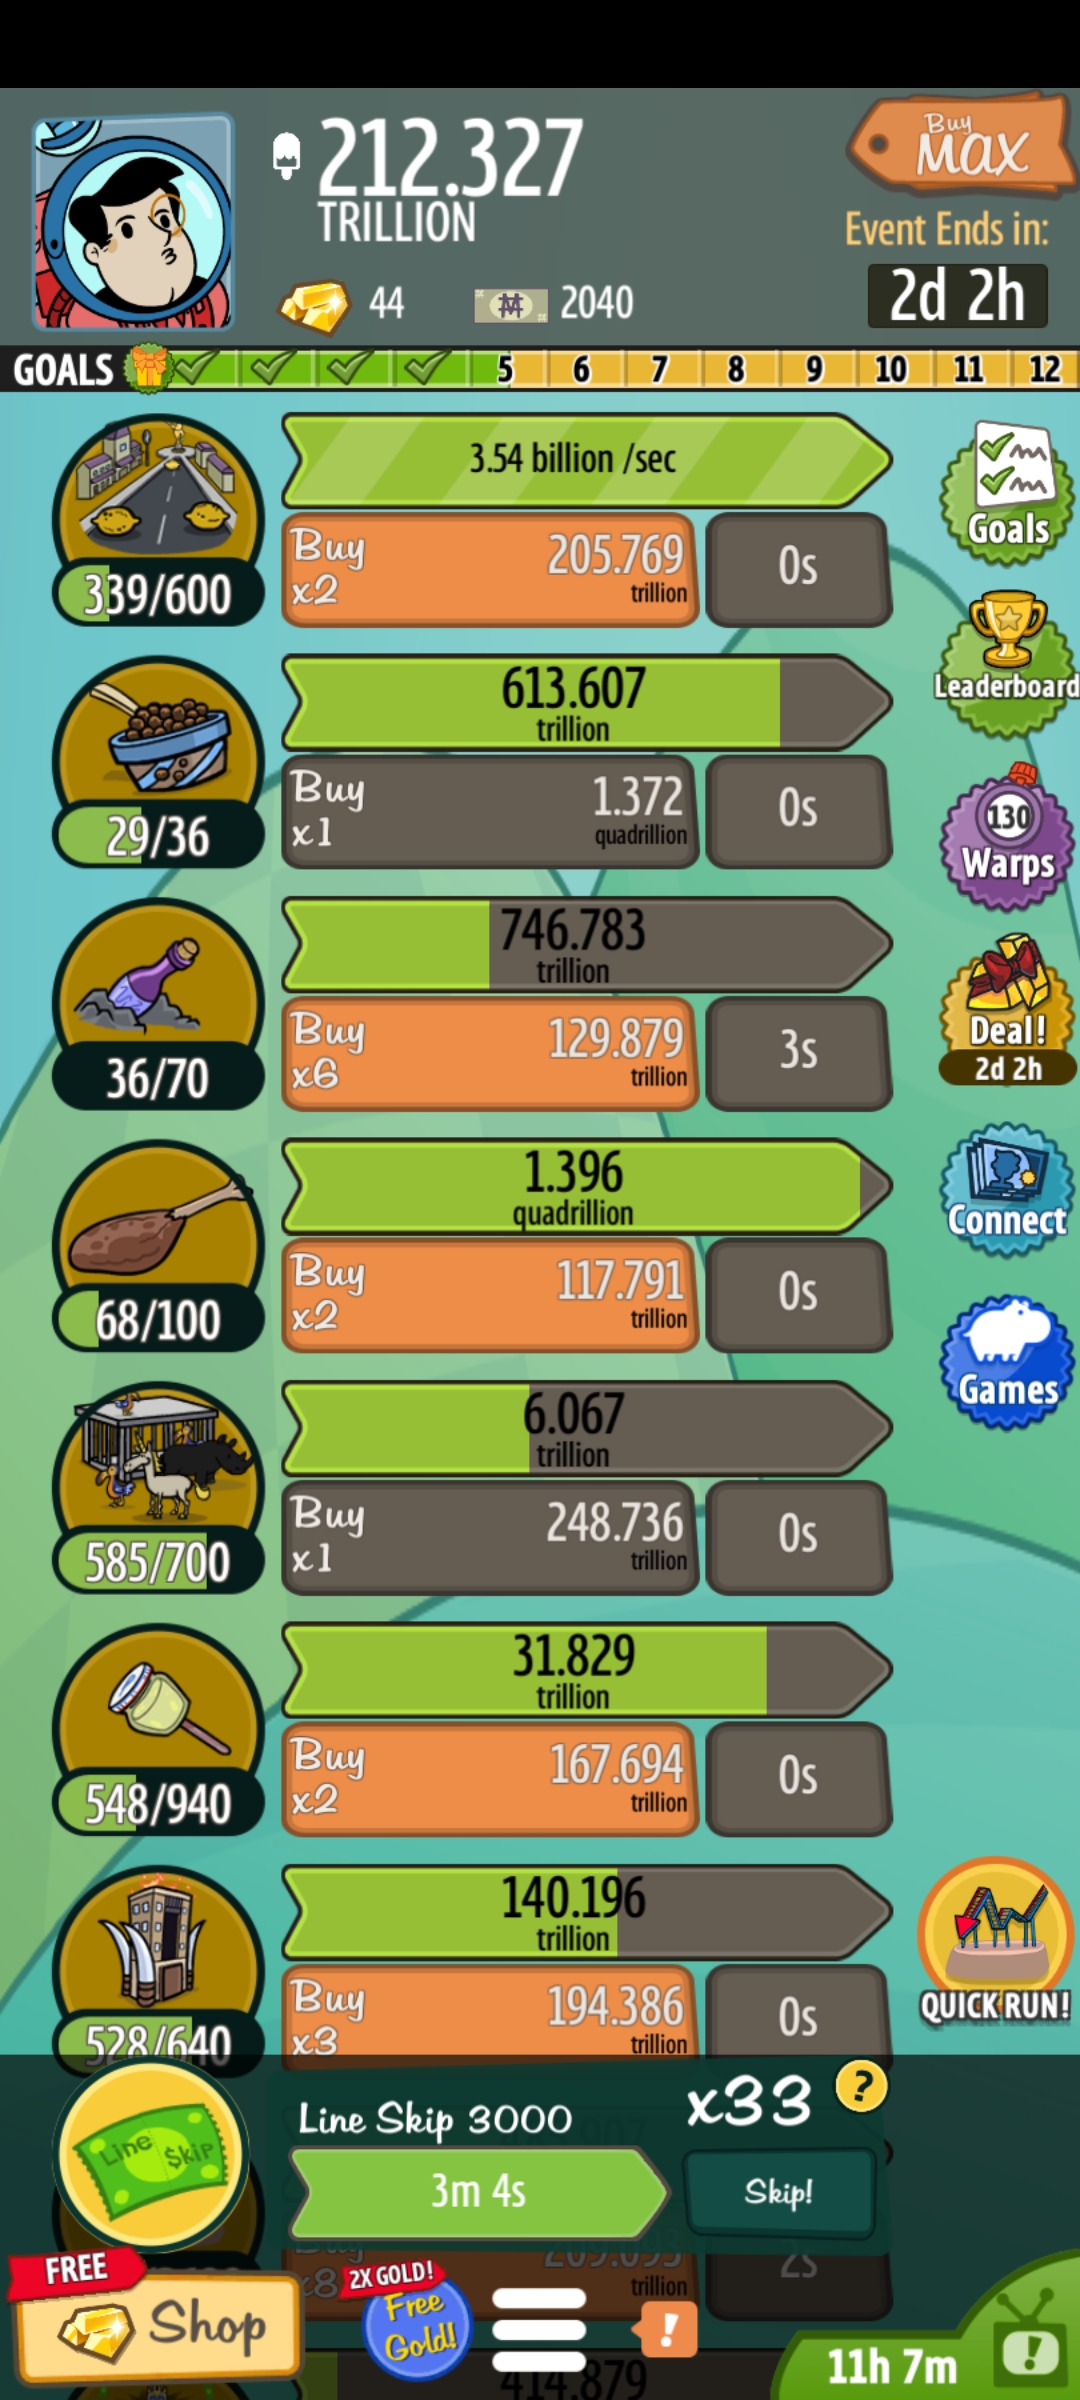 212.327
TRILLION
Buy
MAX
Event Ends in:
2d 2h
44
2040
GOALS 5 6 7 8 9 10 11 12
3.54 billion /sec
Buy
x2
205.769
trillion
0s
339/600
Goals
613.607
trillion
Leaderboard
Buy
x1
1.372
quadrillion
0s
29/36
130
Warps
746.783
trillion
Buy
x6
129.879
trillion
3s
36/70
Deal!
2d 2h
1.396
quadrillion
Connect
Buy
x2
117.791
trillion
0s
68/100
Games
6.067
trillion
Buy
x1
248.736
trillion
0s
585/700
31.829
trillion
Buy
x2
167.694
trillion
0s
548/940
140.196
trillion
Buy
x3
194.386
trillion
0s
528/640
QUICK RUN!
Line Skip
Line Skip 3000
x33
?
3m 4s
Skip!
Buy
x8
trillion
2s
FREE
Shop
2X GOLD!
Free
Gold!
!
11h 7m
!
414.879